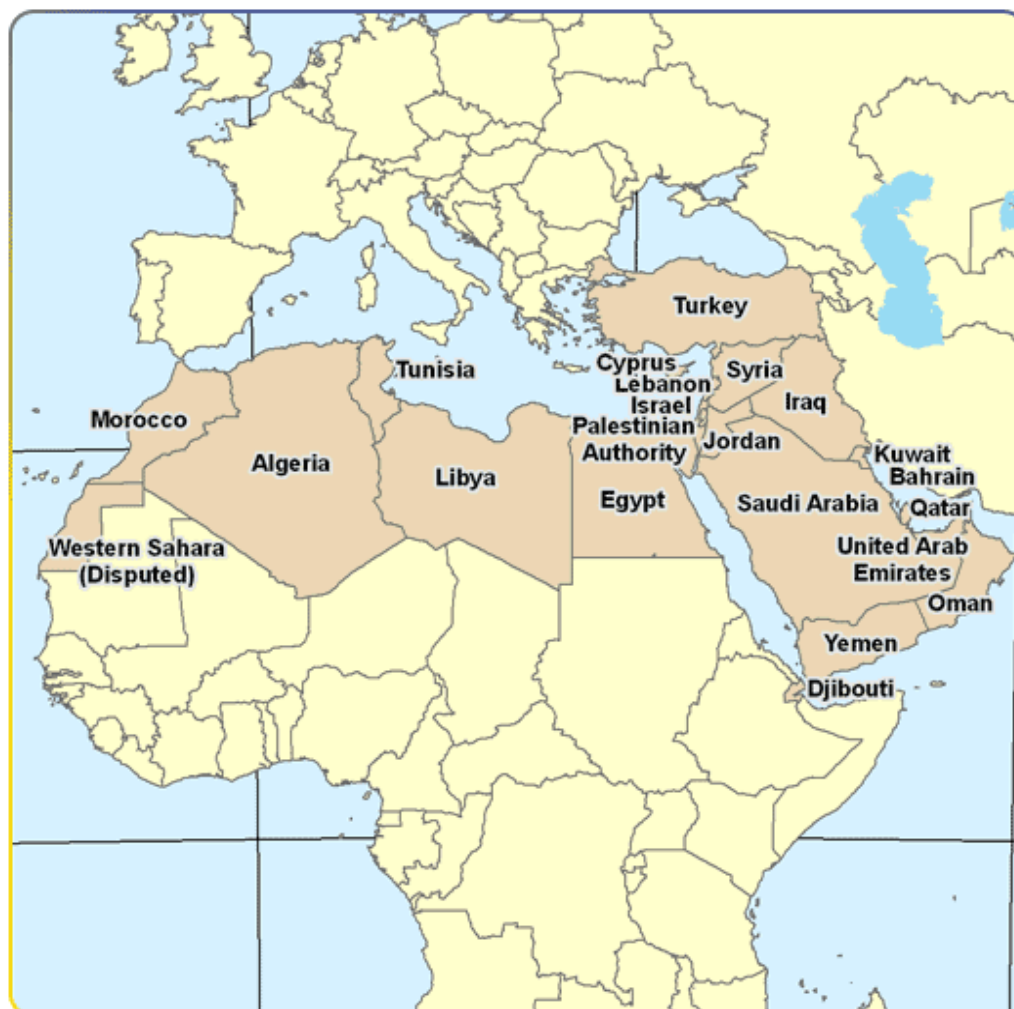 Turkey
Cyprus
Syria
Tunisia
Lebanon
Israel
Iraq
Morocco
Palestinian
Authority
Jordan
Kuwait
Algeria
Libya
Bahrain
Egypt
Saudi Arabia
Qatar
Western Sahara
(Disputed)
United Arab
Emirates
Oman
Yemen
Djibouti